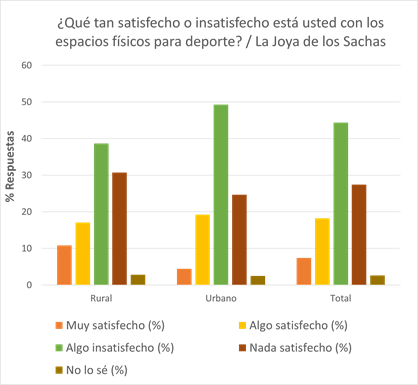 ¿Qué tan satisfecho o insatisfecho está usted con los
espacios físicos para deporte? / La Joya de los Sachas
60
50
40
30
20
10
0
% Respuestas
Rural Urbano Total
Muy satisfecho (%) Algo satisfecho (%)
Algo insatisfecho (%) Nada satisfecho (%)
No lo sé (%)